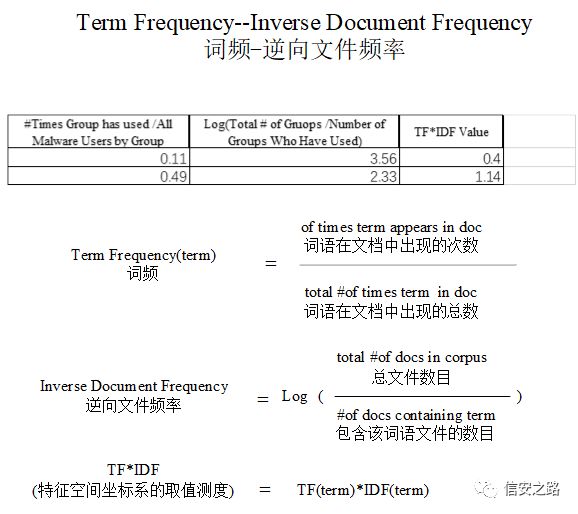 Term Frequency--Inverse Document Frequency
词频-逆向文件频率
#Times Group has used /All
Malware Users by Group
Log(Total # of Gruops /Number of
Groups Who Have Used)
TF*IDF Value
0.11 3.56 0.4
0.49 2.33 1.14
of times term appears in doc
词语在文档中出现的次数
Term Frequency(term)
词频
=
total #of times term in doc
词语在文档中出现的总数
total #of docs in corpus
总文件数目
Inverse Document Frequency
逆向文件频率
= Log ( )
#of docs containing term
包含该词语文件的数目
TF*IDF
(特征空间坐标系的取值测度) = TF(term)*IDF(term)
信安之路